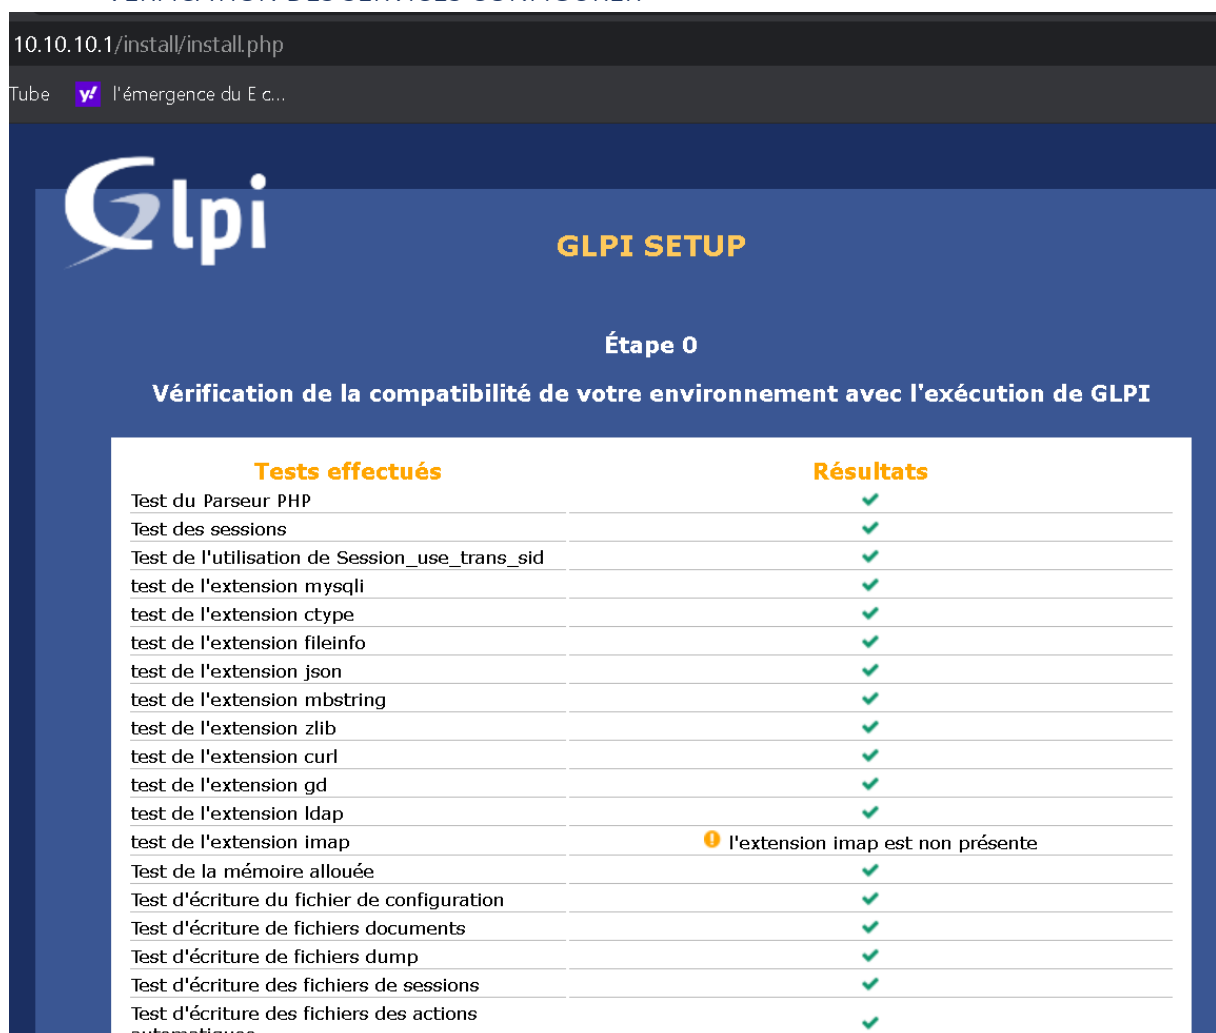 VERIFICATION DES SERVICES CONFIGURER
10.10.10.1/install/install.php
Tube y! l'émergence du E c...
Glpi
GLPI SETUP
Étape 0
Vérification de la compatibilité de votre environnement avec l'exécution de GLPI
Tests effectués Résultats
Test du Parseur PHP
Test des sessions
Test de l'utilisation de Session_use_trans_sid
test de l'extension mysqli
test de l'extension ctype
test de l'extension fileinfo
test de l'extension json
test de l'extension mbstring
test de l'extension zlib
test de l'extension curl
test de l'extension gd
test de l'extension ldap
test de l'extension imap l'extension imap est non présente
Test de la mémoire allouée
Test d'écriture du fichier de configuration
Test d'écriture de fichiers documents
Test d'écriture de fichiers dump
Test d'écriture des fichiers de sessions
Test d'écriture des fichiers des actions
automatiques